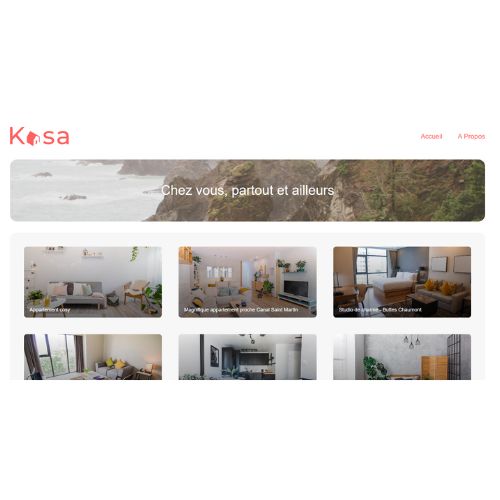 Kasa
Accueil
A Propos
Chez vous, partout et ailleurs
Appartement cosy
Magnifique appartement proche Canal Saint Martin
Studio de charme - Buttes Chaumont